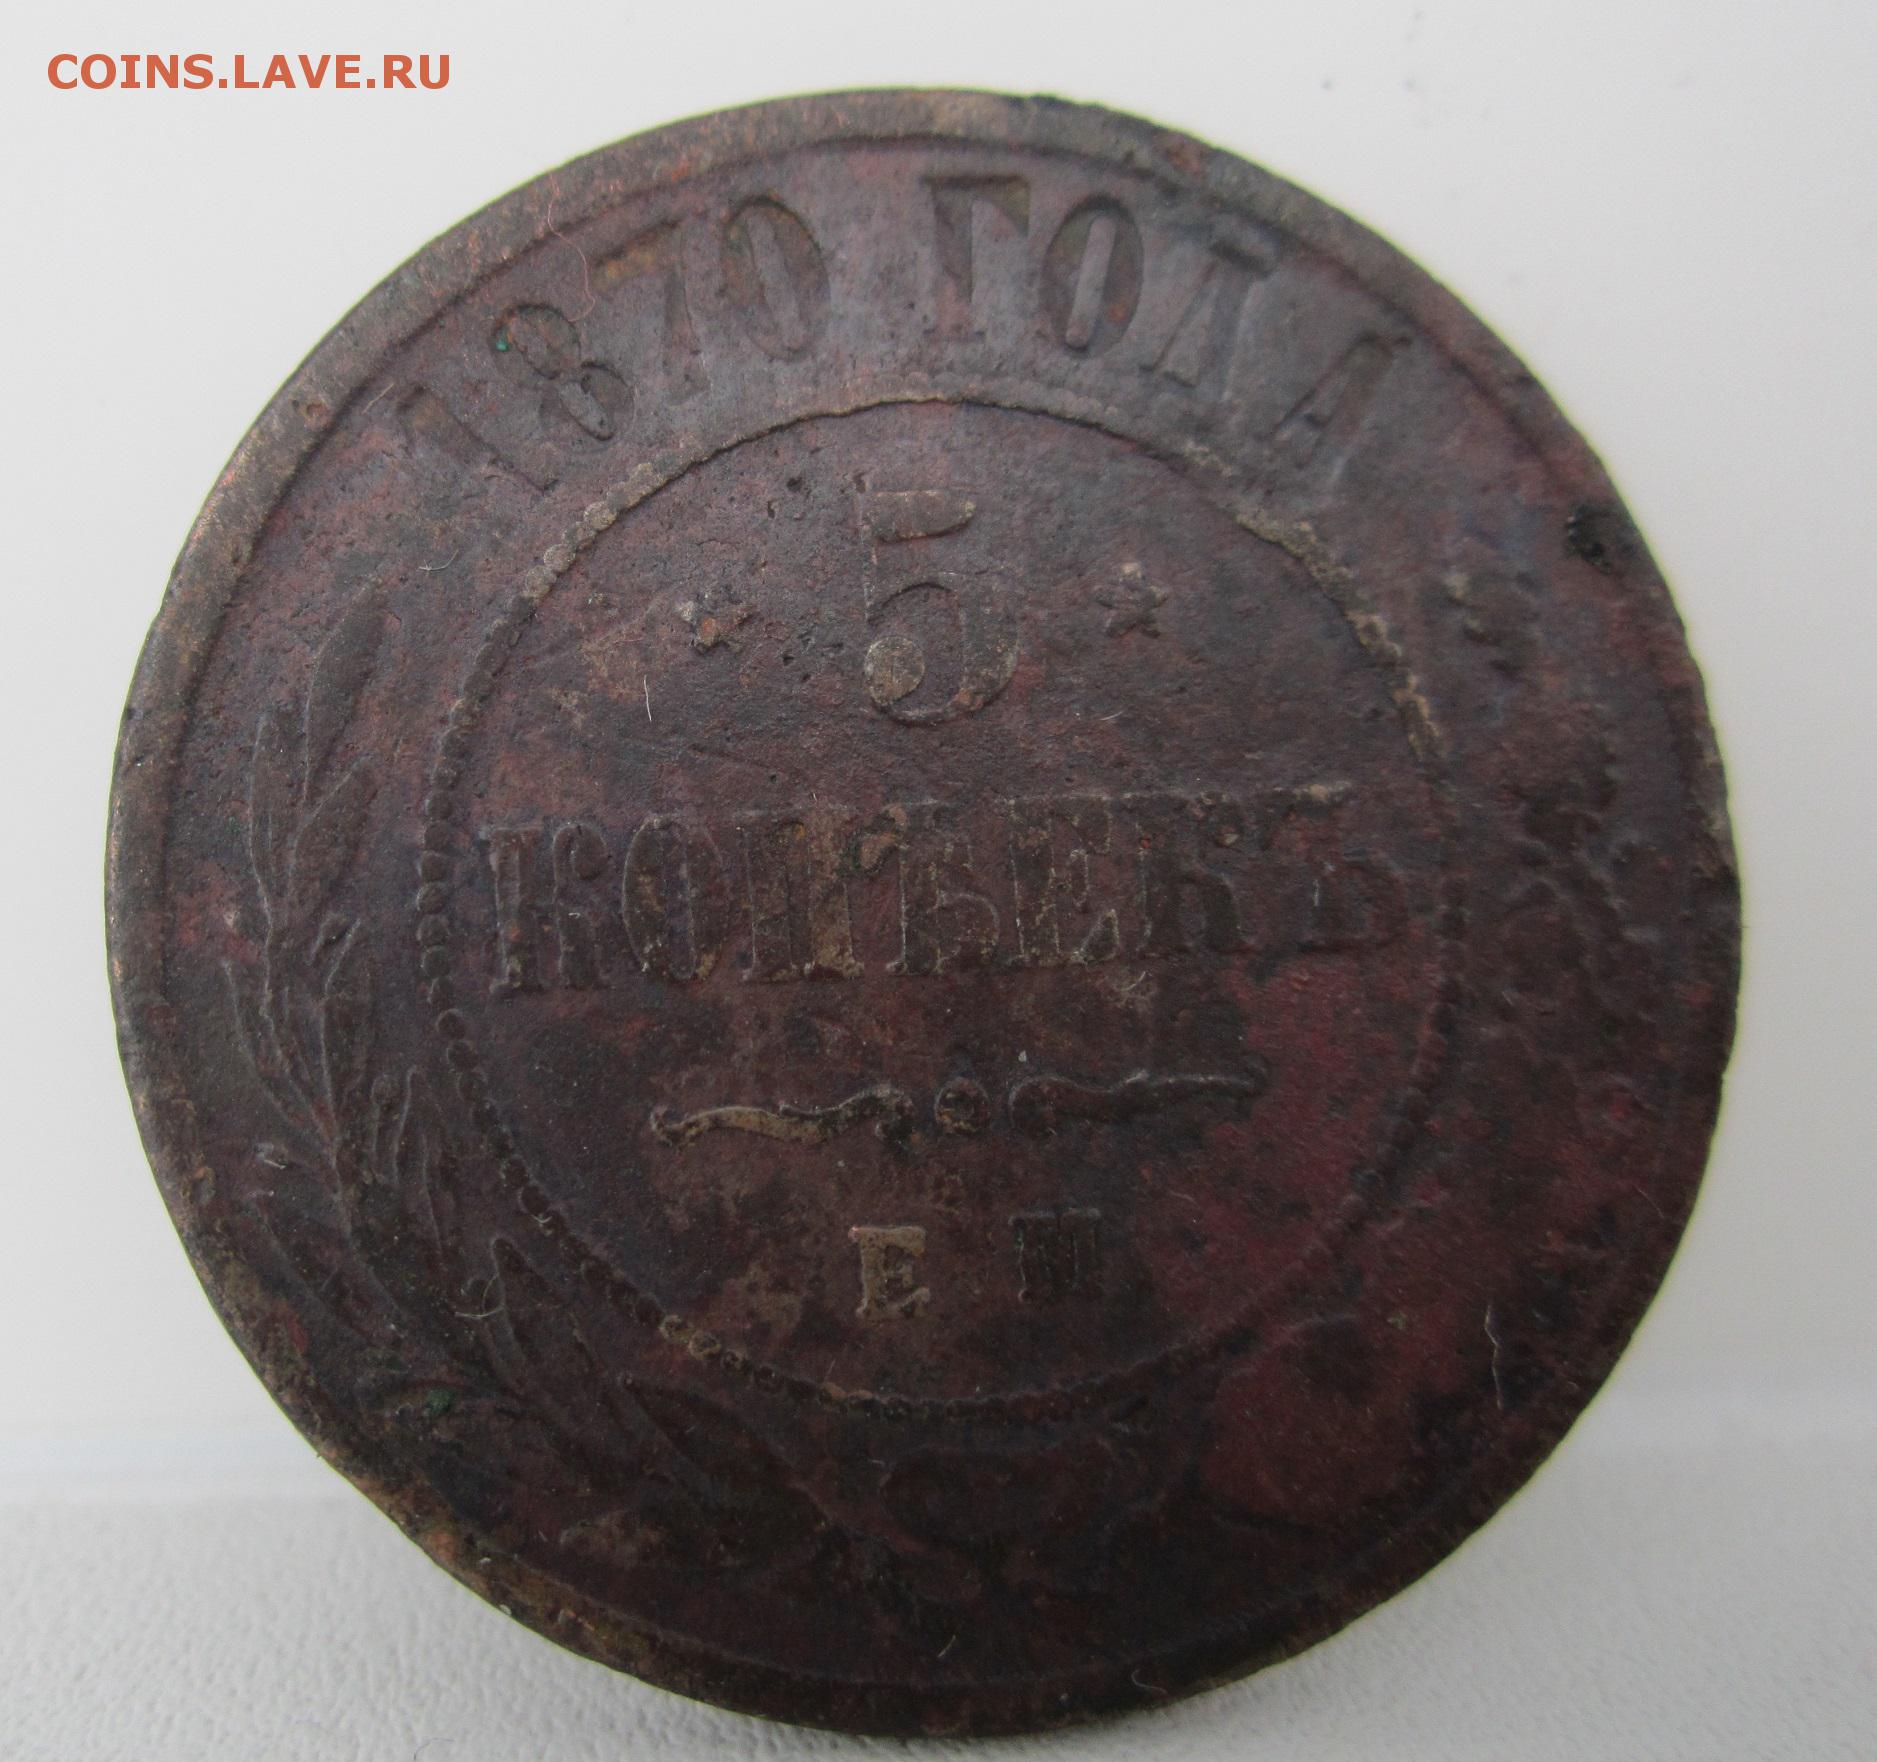 COINS.LAVE.RU
1870 ГОДА
5
КОПѢЕКЪ
Е М